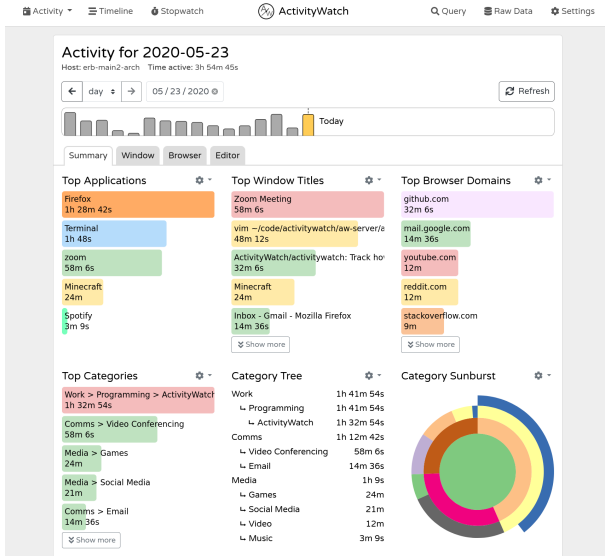 Activity
Timeline
Stopwatch
ActivityWatch
Query
Raw Data
Settings
Activity for 2020-05-23
Host: erb-main2-arch Time active: 3h 54m 45s
day
05 / 23 / 2020
Refresh
Today
Summary
Window
Browser
Editor
Top Applications
Firefox
1h 28m 42s
Terminal
1h 48s
zoom
58m 6s
Minecraft
24m
Spotify
3m 9s
Top Window Titles
Zoom Meeting
58m 6s
vim ~/code/activitywatch/aw-server/a
48m 12s
ActivityWatch/activitywatch: Track ho
32m 6s
Minecraft
24m
Inbox - Gmail - Mozilla Firefox
14m 36s
Show more
Top Browser Domains
github.com
32m 6s
mail.google.com
14m 36s
youtube.com
12m
reddit.com
12m
stackoverflow.com
9m
Show more
Top Categories
Work > Programming > ActivityWatch
1h 32m 54s
Comms > Video Conferencing
58m 6s
Media > Games
24m
Media > Social Media
21m
Comms > Email
14m 36s
Show more
Category Tree
Work 1h 41m 54s
Programming 1h 41m 54s
ActivityWatch 1h 32m 54s
Comms 1h 12m 42s
Video Conferencing 58m 6s
Email 14m 36s
Media 1h 9s
Games 24m
Social Media 21m
Video 12m
Music 3m 9s
Category Sunburst